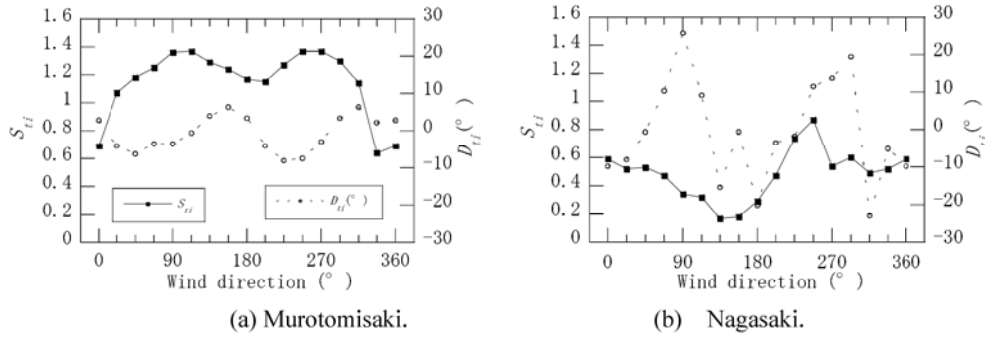 1.6
1.4
1.2
1
0.8
0.6
0.4
0.2
0
S_ti
30
20
10
0
−10
−20
−30
D_ti(°)
S_ti
D_ti(°)
0 90 180 270 360
Wind direction (°)
(a) Murotomisaki.
1.6
1.4
1.2
1
0.8
0.6
0.4
0.2
0
S_ti
30
20
10
0
−10
−20
−30
D_ti(°)
0 90 180 270 360
Wind direction (°)
(b) Nagasaki.